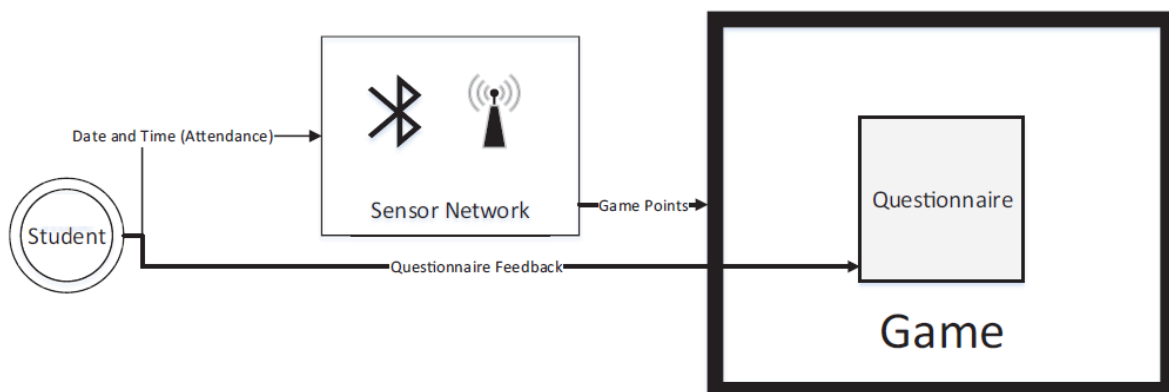 Date and Time (Attendance)
Sensor Network
Student
Game Points
Questionnaire
Questionnaire Feedback
Game